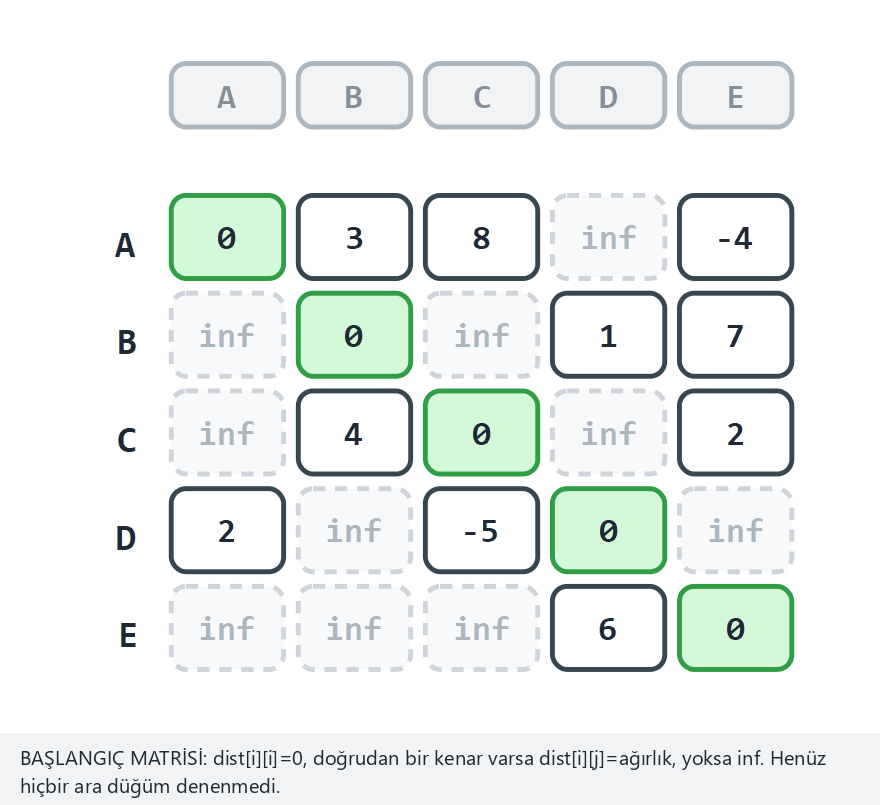 A B C D E
A 0 3 8 inf -4
B inf 0 inf 1 7
C inf 4 0 inf 2
D 2 inf -5 0 inf
E inf inf inf 6 0
BAŞLANGIÇ MATRİSİ: dist[i][i]=0, doğrudan bir kenar varsa dist[i][j]=ağırlık, yoksa inf. Henüz
hiçbir ara düğüm denenmedi.